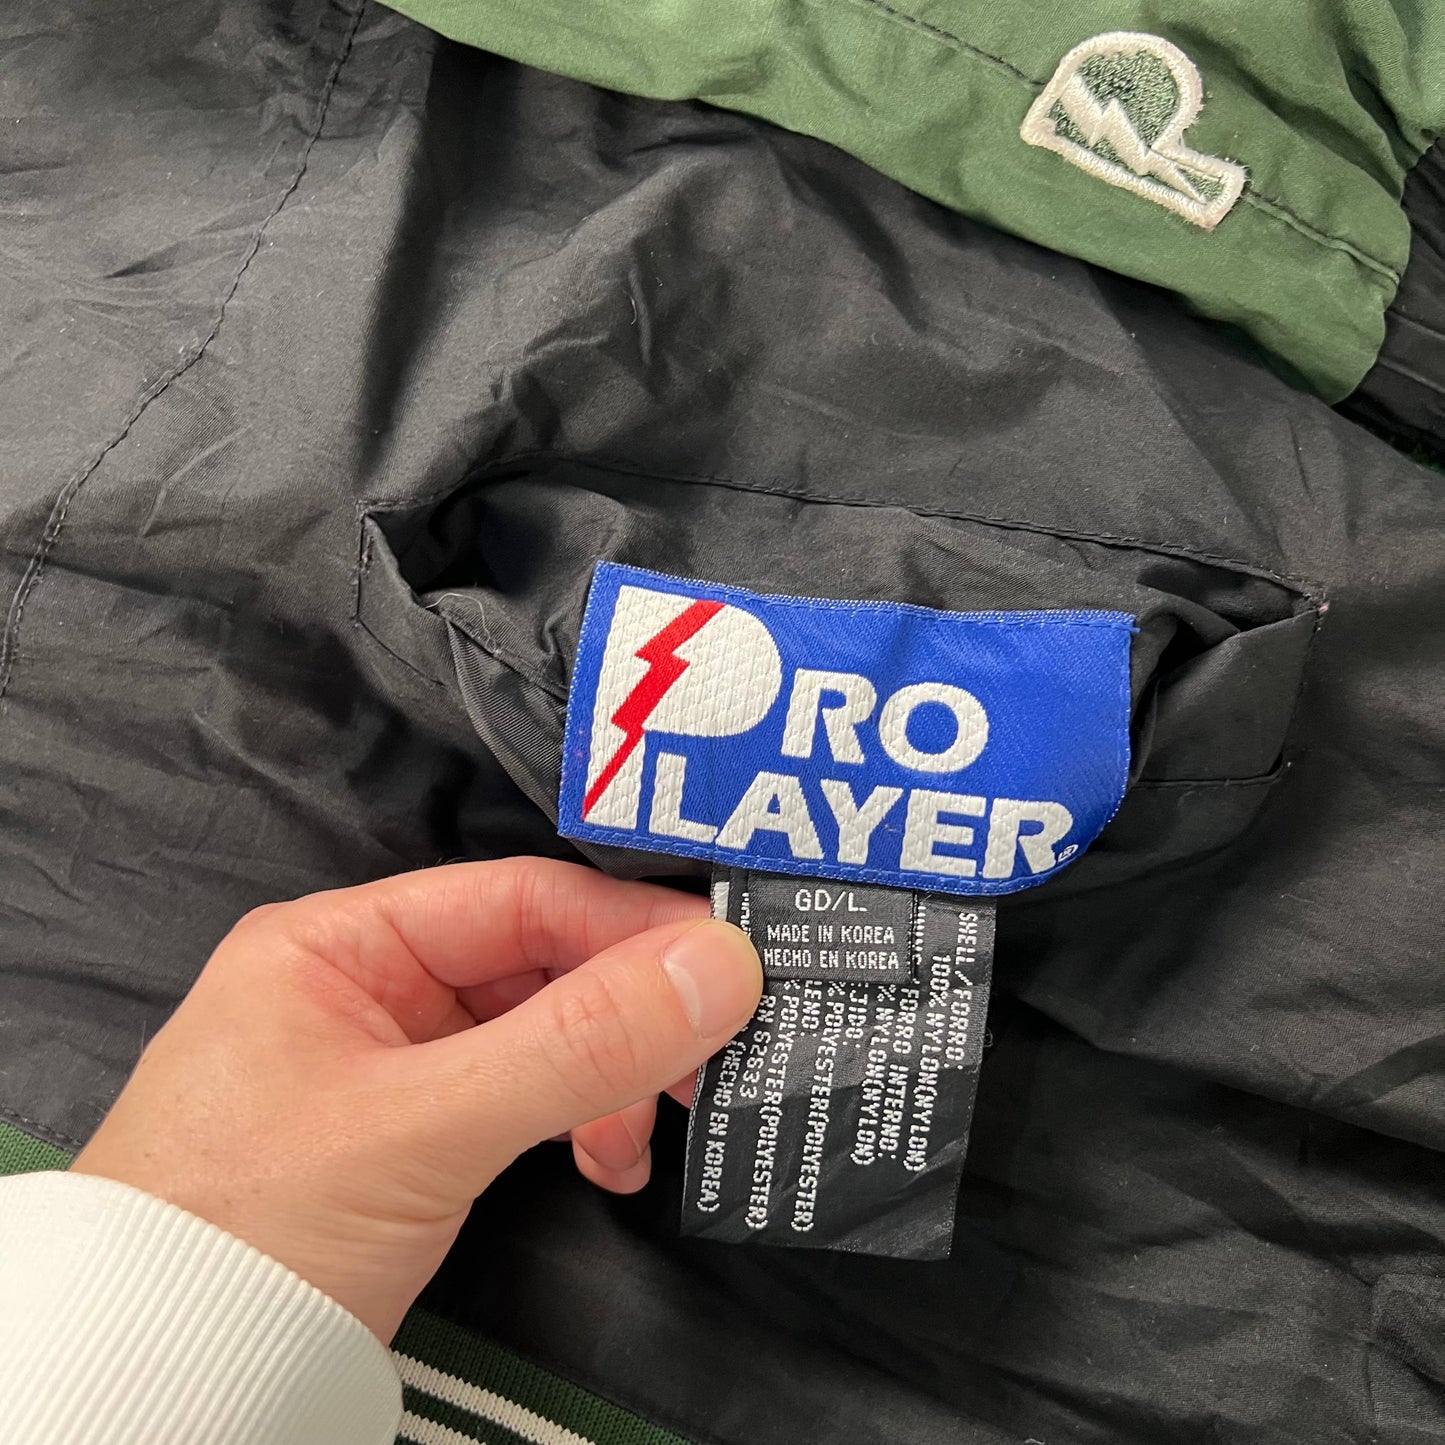 PRO
PLAYER®
GD/L
MADE IN KOREA
HECHO EN KOREA
SHELL/FORRO:
100% NYLON(NYLON)
FORRO INTERNO:
% NYLON(NYLON)
% POLYESTER(POLYESTER)
% POLYESTER(POLYESTER)
RN 52633
(HECHO EN KOREA)